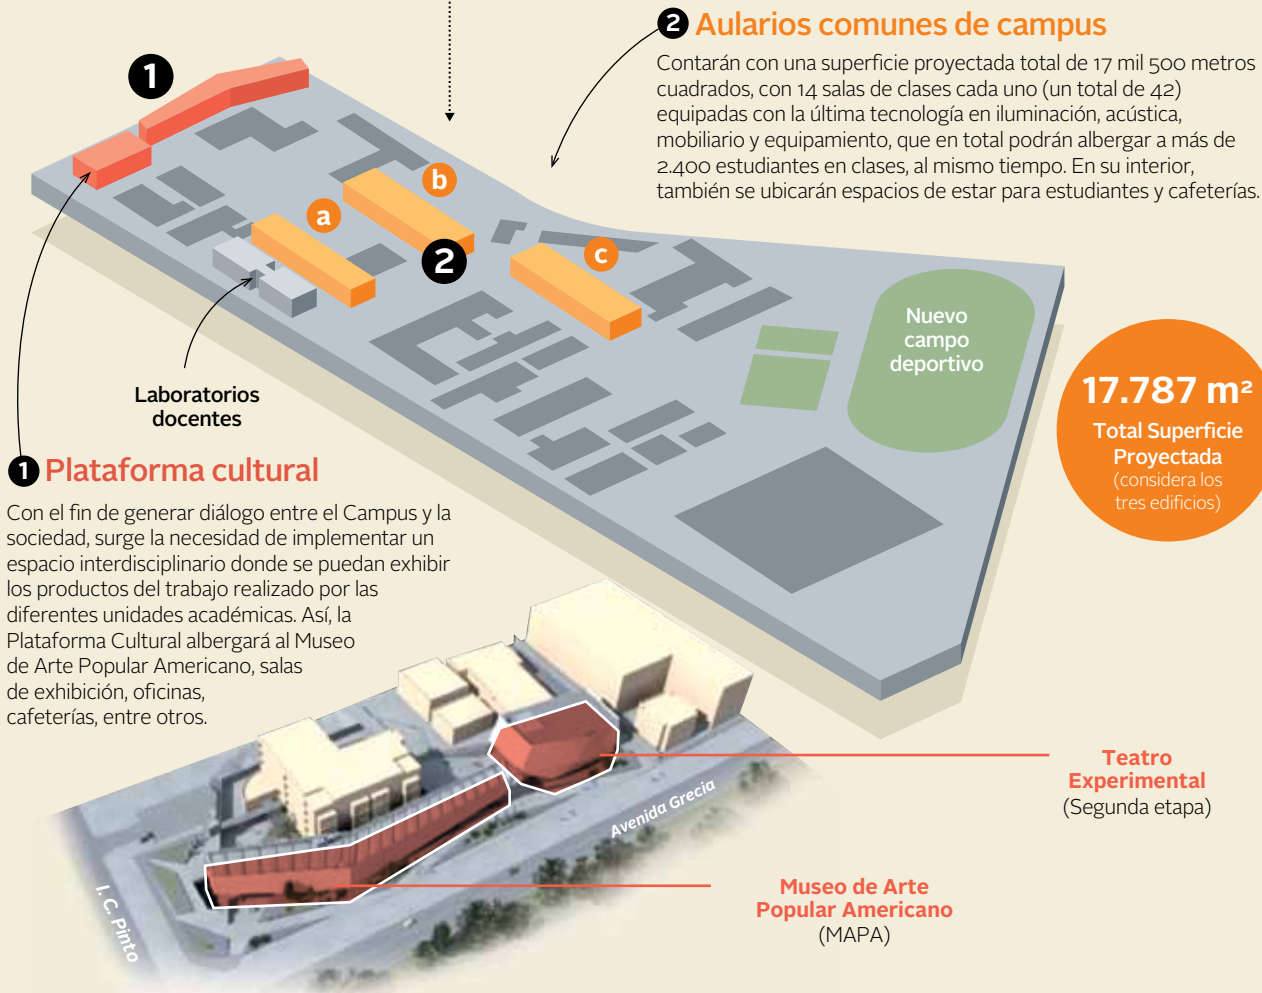 2 Aularios comunes de campus
Contarán con una superficie proyectada total de 17 mil 500 metros
cuadrados, con 14 salas de clases cada uno (un total de 42)
equipadas con la última tecnología en iluminación, acústica,
mobiliario y equipamiento, que en total podrán albergar a más de
2.400 estudiantes en clases, al mismo tiempo. En su interior,
también se ubicarán espacios de estar para estudiantes y cafeterías.
1
b
a
2
c
Nuevo
campo
deportivo
Laboratorios
docentes
17.787 m²
Total Superficie
Proyectada
(considera los
tres edificios)
1 Plataforma cultural
Con el fin de generar diálogo entre el Campus y la
sociedad, surge la necesidad de implementar un
espacio interdisciplinario donde se puedan exhibir
los productos del trabajo realizado por las
diferentes unidades académicas. Así, la
Plataforma Cultural albergará al Museo
de Arte Popular Americano, salas
de exhibición, oficinas,
cafeterías, entre otros.
Teatro
Experimental
(Segunda etapa)
Avenida Grecia
I. C. Pinto
Museo de Arte
Popular Americano
(MAPA)